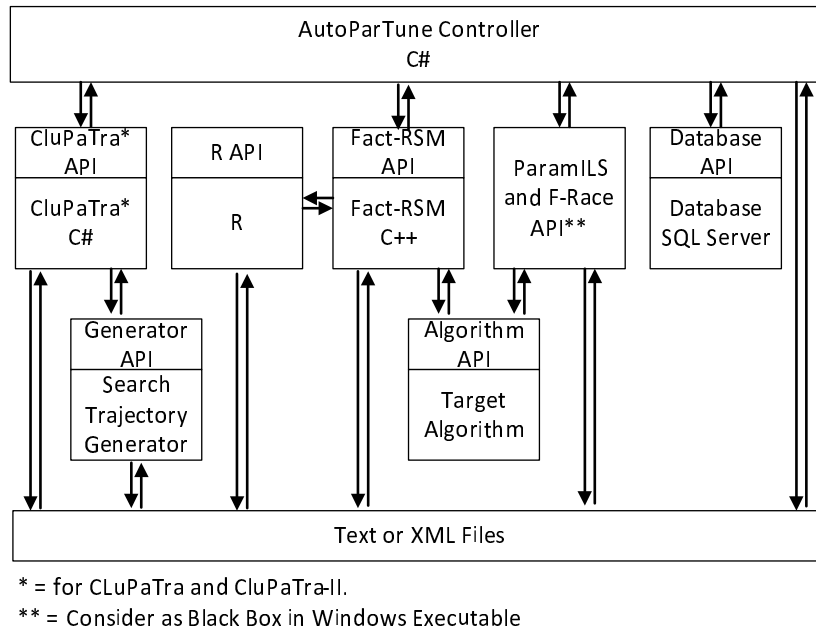 AutoParTune Controller
C#
CluPaTra*
API
CluPaTra*
C#
R API
R
Fact-RSM
API
Fact-RSM
C++
ParamILS
and F-Race
API**
Database
API
Database
SQL Server
Generator
API
Search
Trajectory
Generator
Algorithm
API
Target
Algorithm
Text or XML Files
* = for CLuPaTra and CluPaTra-II.
** = Consider as Black Box in Windows Executable